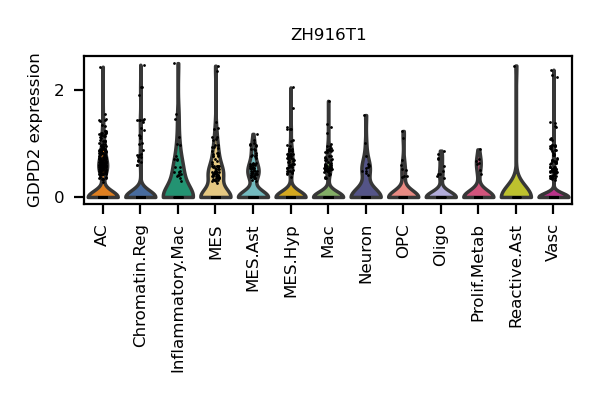 ZH916T1
GDPD2 expression
2
0
AC
Chromatin.Reg
Inflammatory.Mac
MES
MES.Ast
MES.Hyp
Mac
Neuron
OPC
Oligo
Prolif.Metab
Reactive.Ast
Vasc